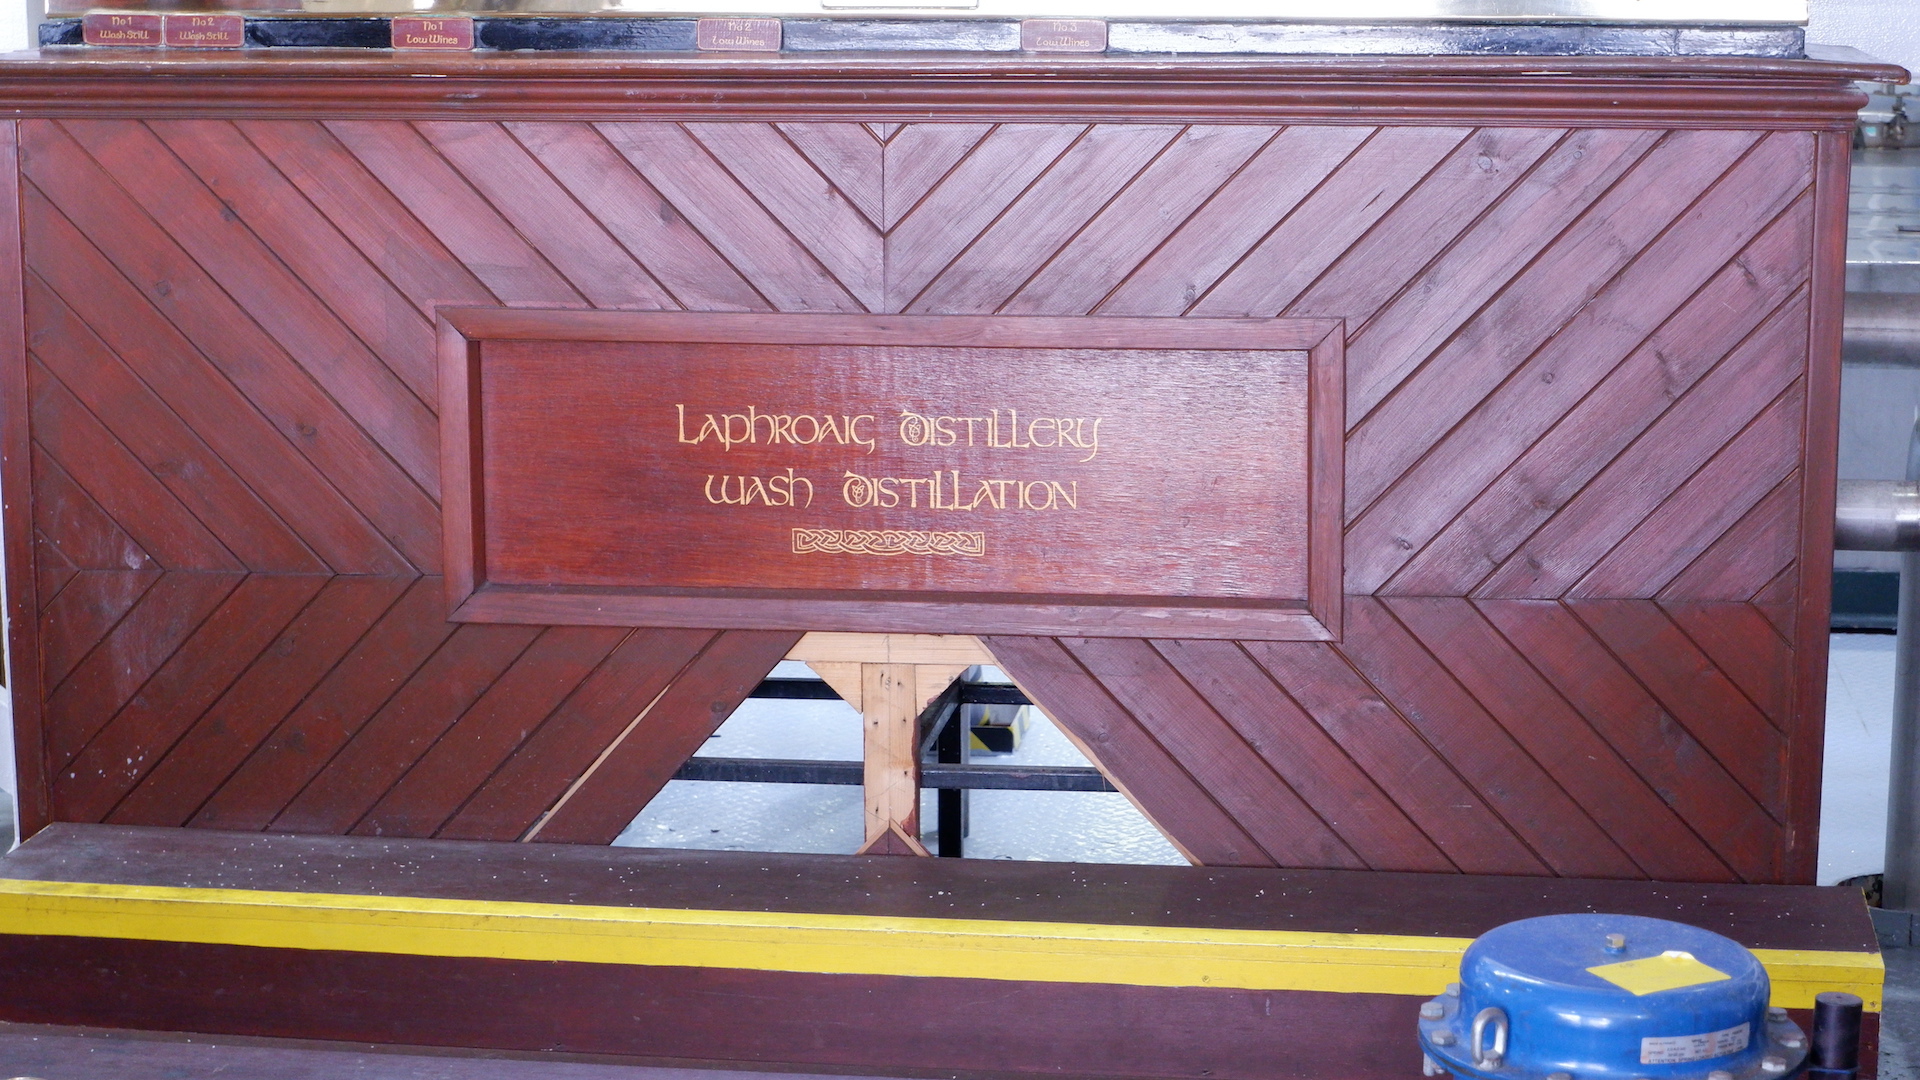 No 1
Wash Still
No 2
Wash Still
No 1
Low Wines
No 2
Low Wines
No 3
Low Wines
Laphroaig Distillery
Wash Distillation